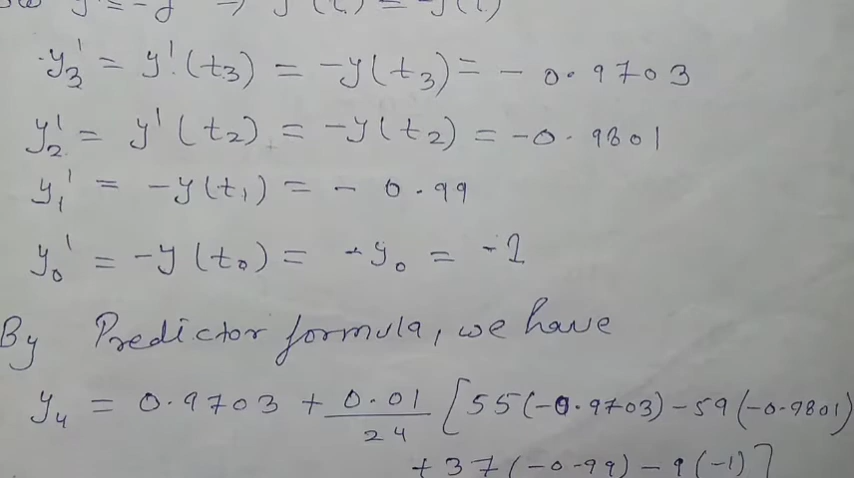 y' = -y ⇒ y'(t) = -y(t)
y₃' = y'(t₃) = -y(t₃) = - 0.9703
y₂' = y'(t₂) = -y(t₂) = -0.9801
y₁' = -y(t₁) = - 0.99
y₀' = -y(t₀) = -y₀ = -1
By Predictor formula, we have
y₄ = 0.9703 + 0.01/24 [55(-0.9703) - 59(-0.9801)
+ 37(-0.99) - 9(-1)]